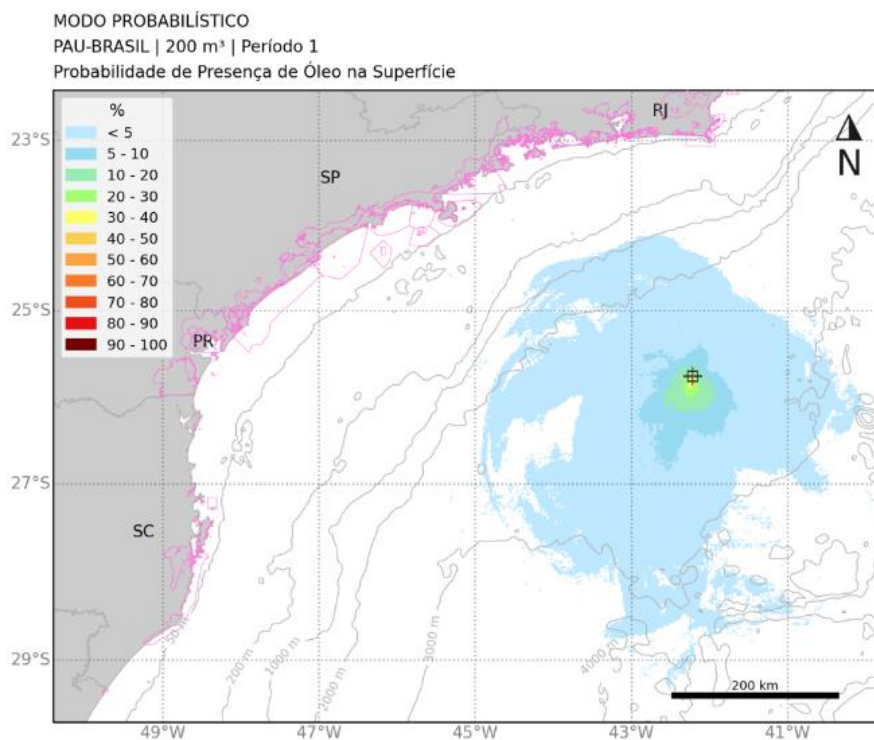 MODO PROBABILÍSTICO
PAU-BRASIL | 200 m³ | Período 1
Probabilidade de Presença de Óleo na Superfície
%
< 5
5 - 10
10 - 20
20 - 30
30 - 40
40 - 50
50 - 60
60 - 70
70 - 80
80 - 90
90 - 100
RJ
N
SP
PR
SC
23°S
25°S
27°S
29°S
50 m
200 m
1000 m
2000 m
3000 m
4000 m
200 km
49°W
47°W
45°W
43°W
41°W